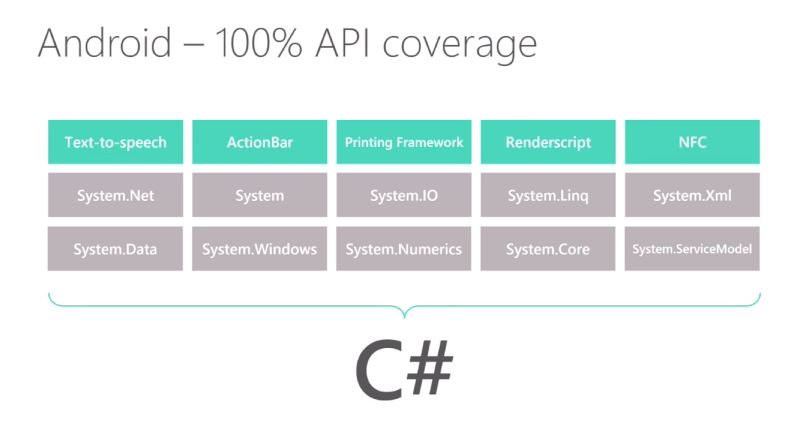 Android – 100% API coverage
Text-to-speech ActionBar Printing Framework Renderscript NFC
System.Net System System.IO System.Linq System.Xml
System.Data System.Windows System.Numerics System.Core System.ServiceModel
C#